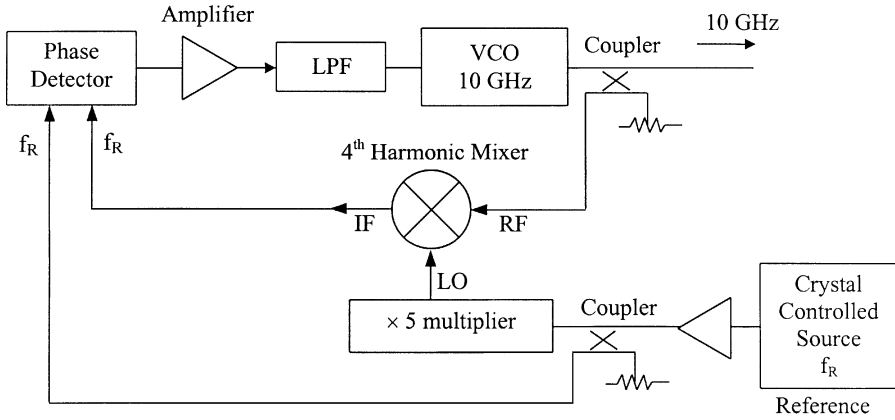 Amplifier
10 GHz
Phase
Detector
LPF
VCO
10 GHz
Coupler
f_R
f_R
4th Harmonic Mixer
IF
RF
LO
× 5 multiplier
Coupler
Crystal
Controlled
Source
f_R
Reference